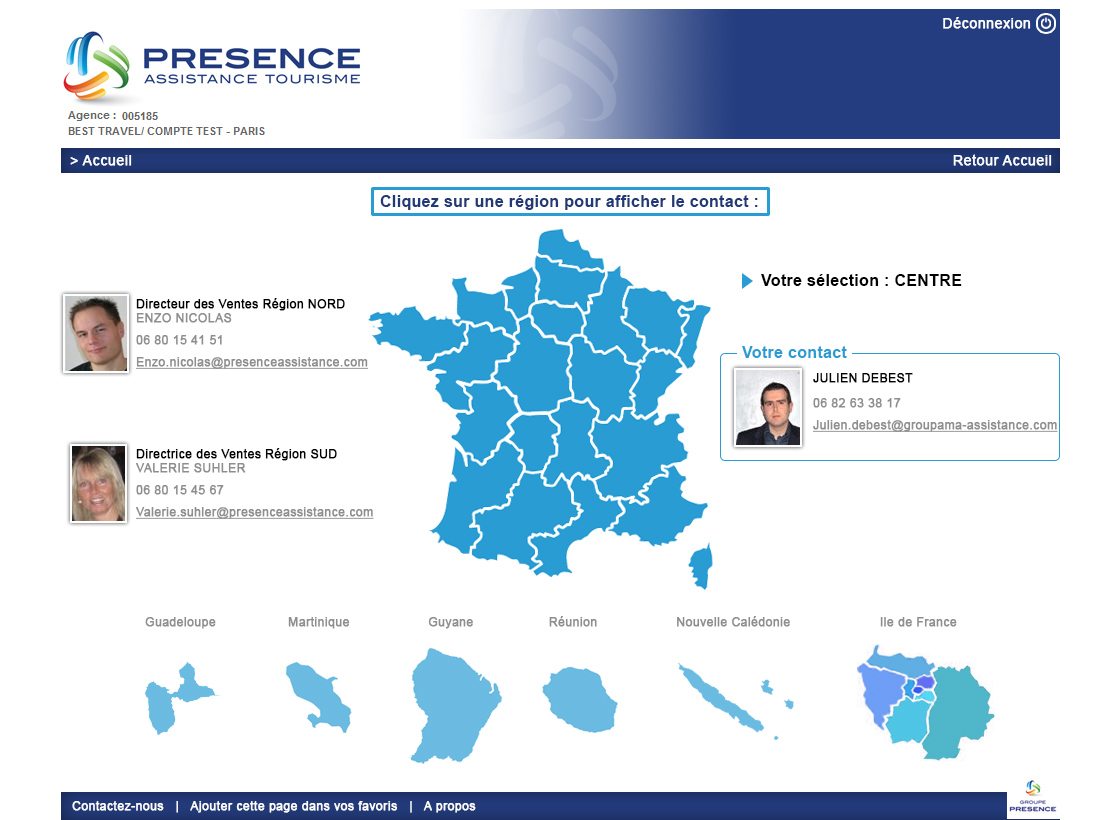 Déconnexion
PRESENCE
ASSISTANCE TOURISME
Agence : 005185
BEST TRAVEL/ COMPTE TEST - PARIS
> Accueil
Retour Accueil
Cliquez sur une région pour afficher le contact :
Votre sélection : CENTRE
Directeur des Ventes Région NORD
ENZO NICOLAS
06 80 15 41 51
Enzo.nicolas@presenceassistance.com
Votre contact
JULIEN DEBEST
06 82 63 38 17
Julien.debest@groupama-assistance.com
Directrice des Ventes Région SUD
VALERIE SUHLER
06 80 15 45 67
Valerie.suhler@presenceassistance.com
Guadeloupe
Martinique
Guyane
Réunion
Nouvelle Calédonie
Ile de France
Contactez-nous | Ajouter cette page dans vos favoris | A propos
GROUPE
PRESENCE